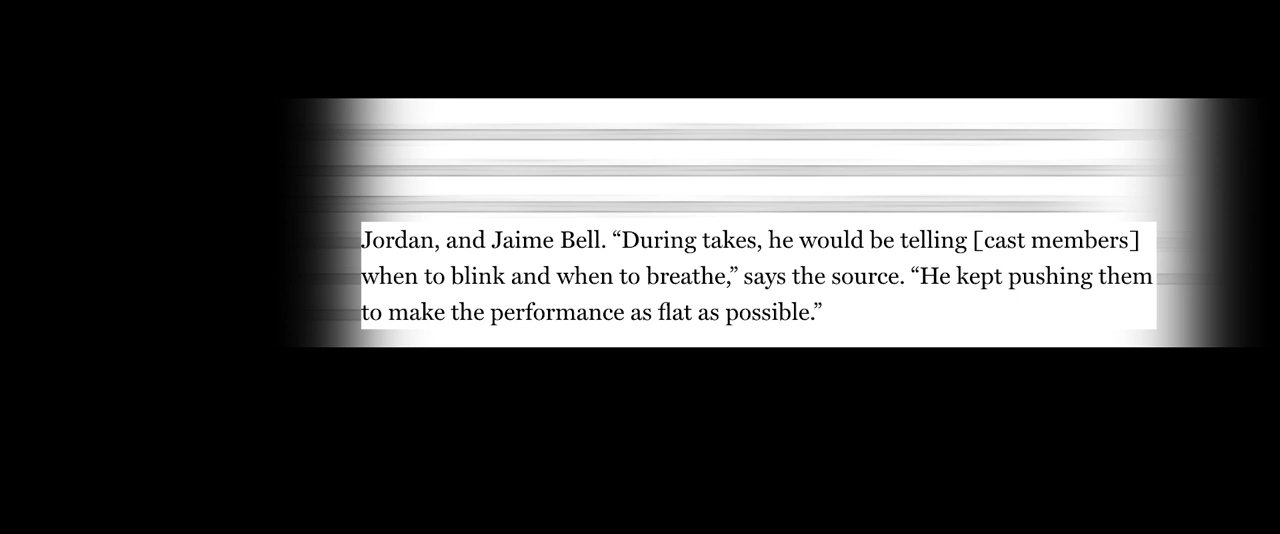 Jordan, and Jaime Bell. “During takes, he would be telling [cast members]
when to blink and when to breathe,” says the source. “He kept pushing them
to make the performance as flat as possible.”